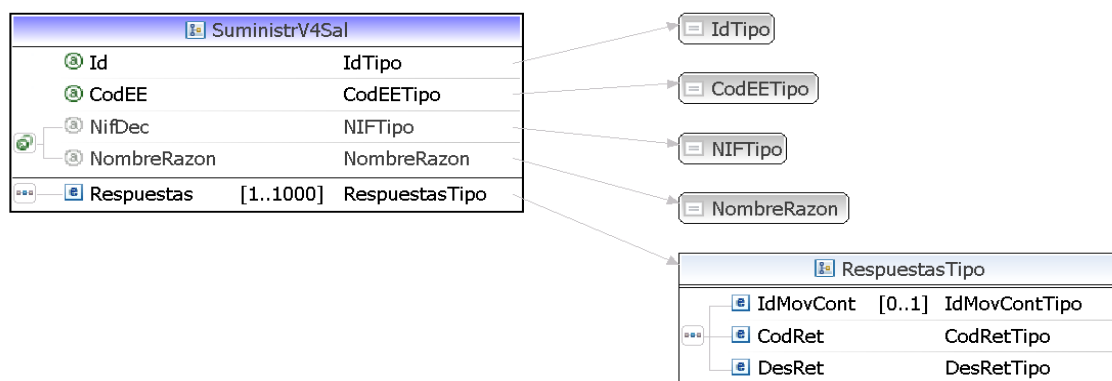 SuministrV4Sal
Id IdTipo
CodEE CodEETipo
NifDec NIFTipo
NombreRazon NombreRazon
Respuestas [1..1000] RespuestasTipo
IdTipo
CodEETipo
NIFTipo
NombreRazon
RespuestasTipo
IdMovCont [0..1] IdMovContTipo
CodRet CodRetTipo
DesRet DesRetTipo